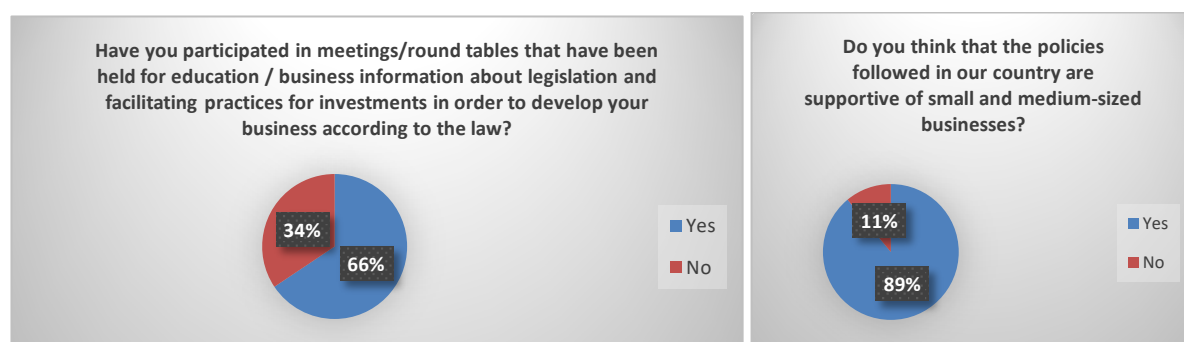 Have you participated in meetings/round tables that have been
held for education / business information about legislation and
facilitating practices for investments in order to develop your
business according to the law?
34%
66%
Yes
No
Do you think that the policies
followed in our country are
supportive of small and medium-sized
businesses?
11%
89%
Yes
No